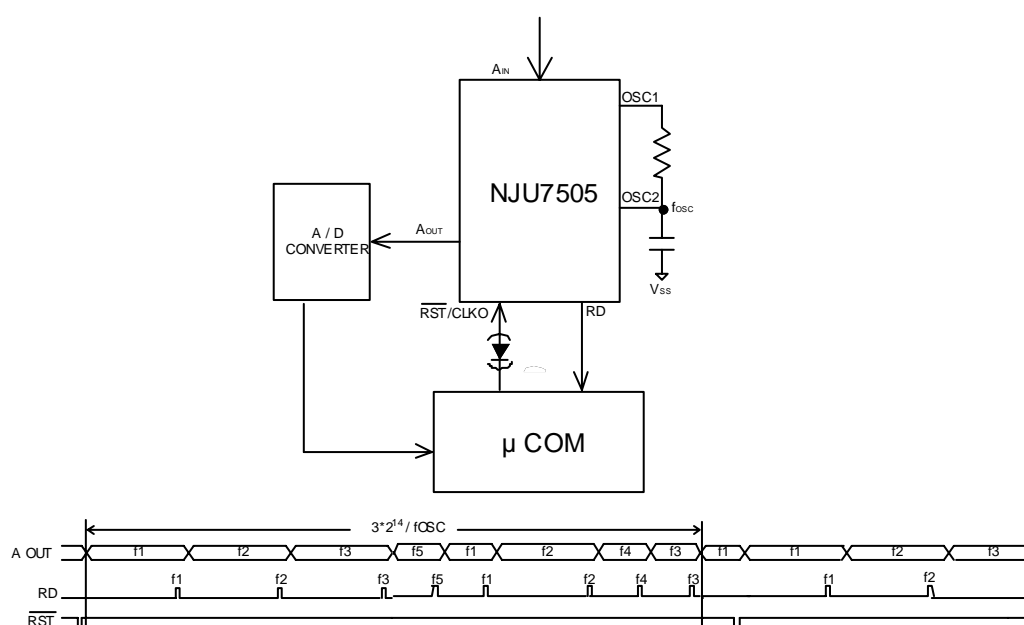 AIN
OSC1
NJU7505
OSC2
fosc
A / D
CONVERTER
AOUT
VSS
RST/CLKO
RD
µ COM
3*2^14 / fOSC
A OUT f1 f2 f3 f5 f1 f2 f4 f3 f1 f1 f2 f3
f1 f2 f3 f5 f1 f2 f4 f3 f1 f2
RD
RST